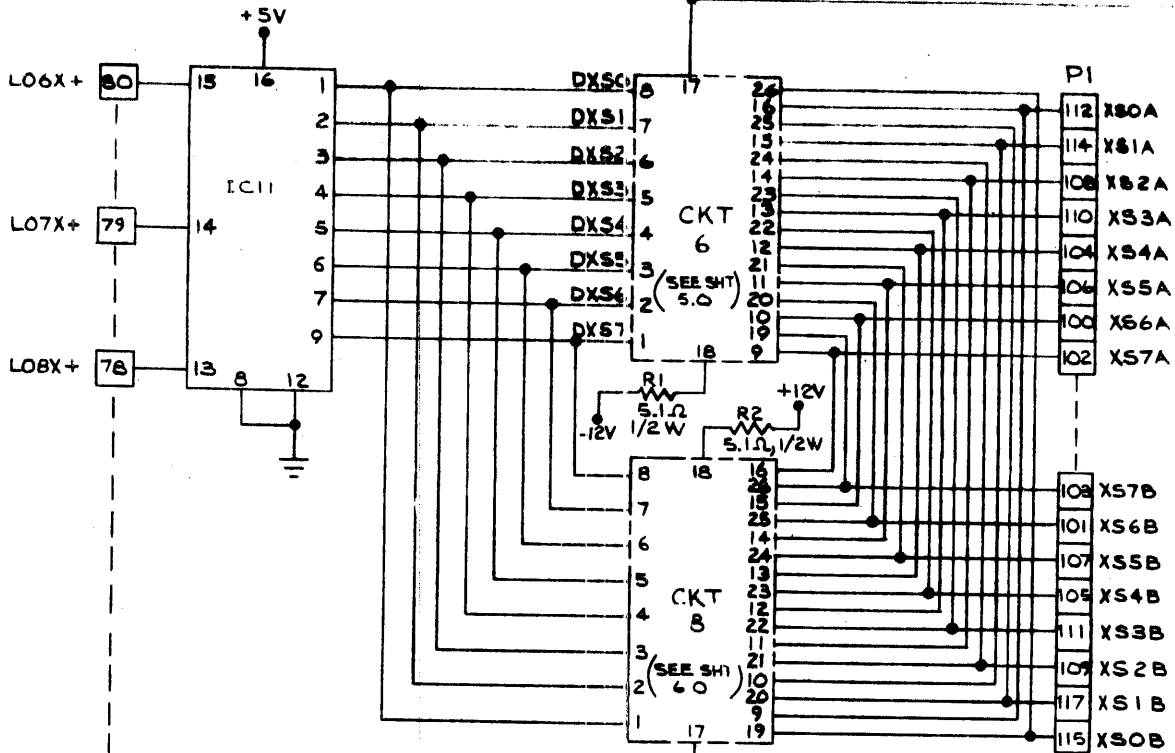 +5V
LO6X+ 80 15 16 1
2
3
IC11 4
LO7X+ 79 14 5
6
7
9
LO8X+ 78 13 8 12
DXS0 8 17 26
16
DXS1 7 25
15
DXS2 6 24
14
DXS3 5 23
13
DXS4 4 CKT 6 22
12
DXS5 3 21
(SEE SHT 5.0) 11
DXS6 2 20
10
DXS7 1 19
18 9
P1
112 XS0A
114 XS1A
108 XS2A
110 XS3A
104 XS4A
106 XS5A
100 XS6A
102 XS7A
R1
5.1Ω
1/2W
-12V
R2
5.1Ω, 1/2W
+12V
8 18 16
26
7 15
25
6 14
24
5 13
23
4 CKT 8 12
22
3 11
(SEE SHT 6.0) 21
2 10
20
1 9
17 19
103 XS7B
101 XS6B
107 XS5B
105 XS4B
111 XS3B
109 XS2B
117 XS1B
115 XS0B